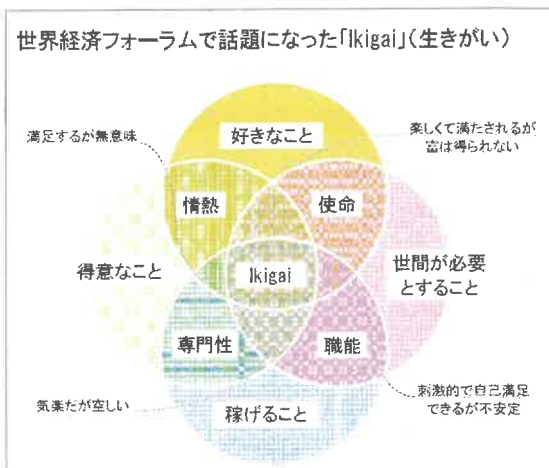 世界経済フォーラムで話題になった「Ikigai」(生きがい)
好きなこと
満足するが無意味
楽しくて満たされるが
富は得られない
情熱
使命
得意なこと
Ikigai
世間が必要
とすること
専門性
職能
気楽だが空しい
稼げること
刺激的で自己満足
できるが不安定